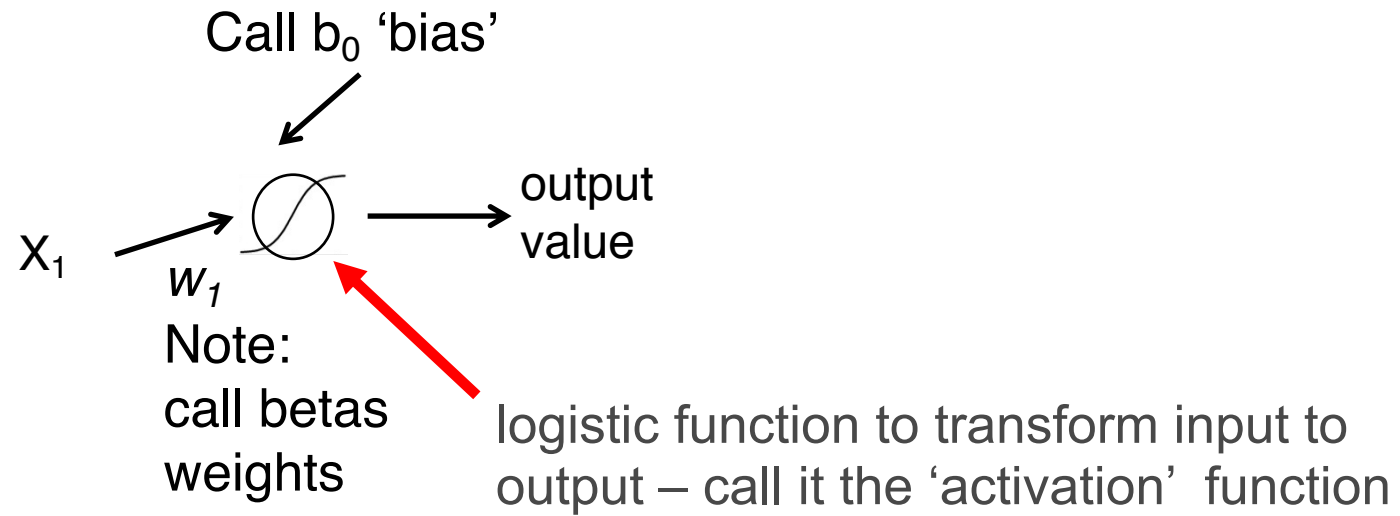 Call b₀ ‘bias’
output
value
X₁
w₁
Note:
call betas
weights
logistic function to transform input to
output – call it the ‘activation’ function